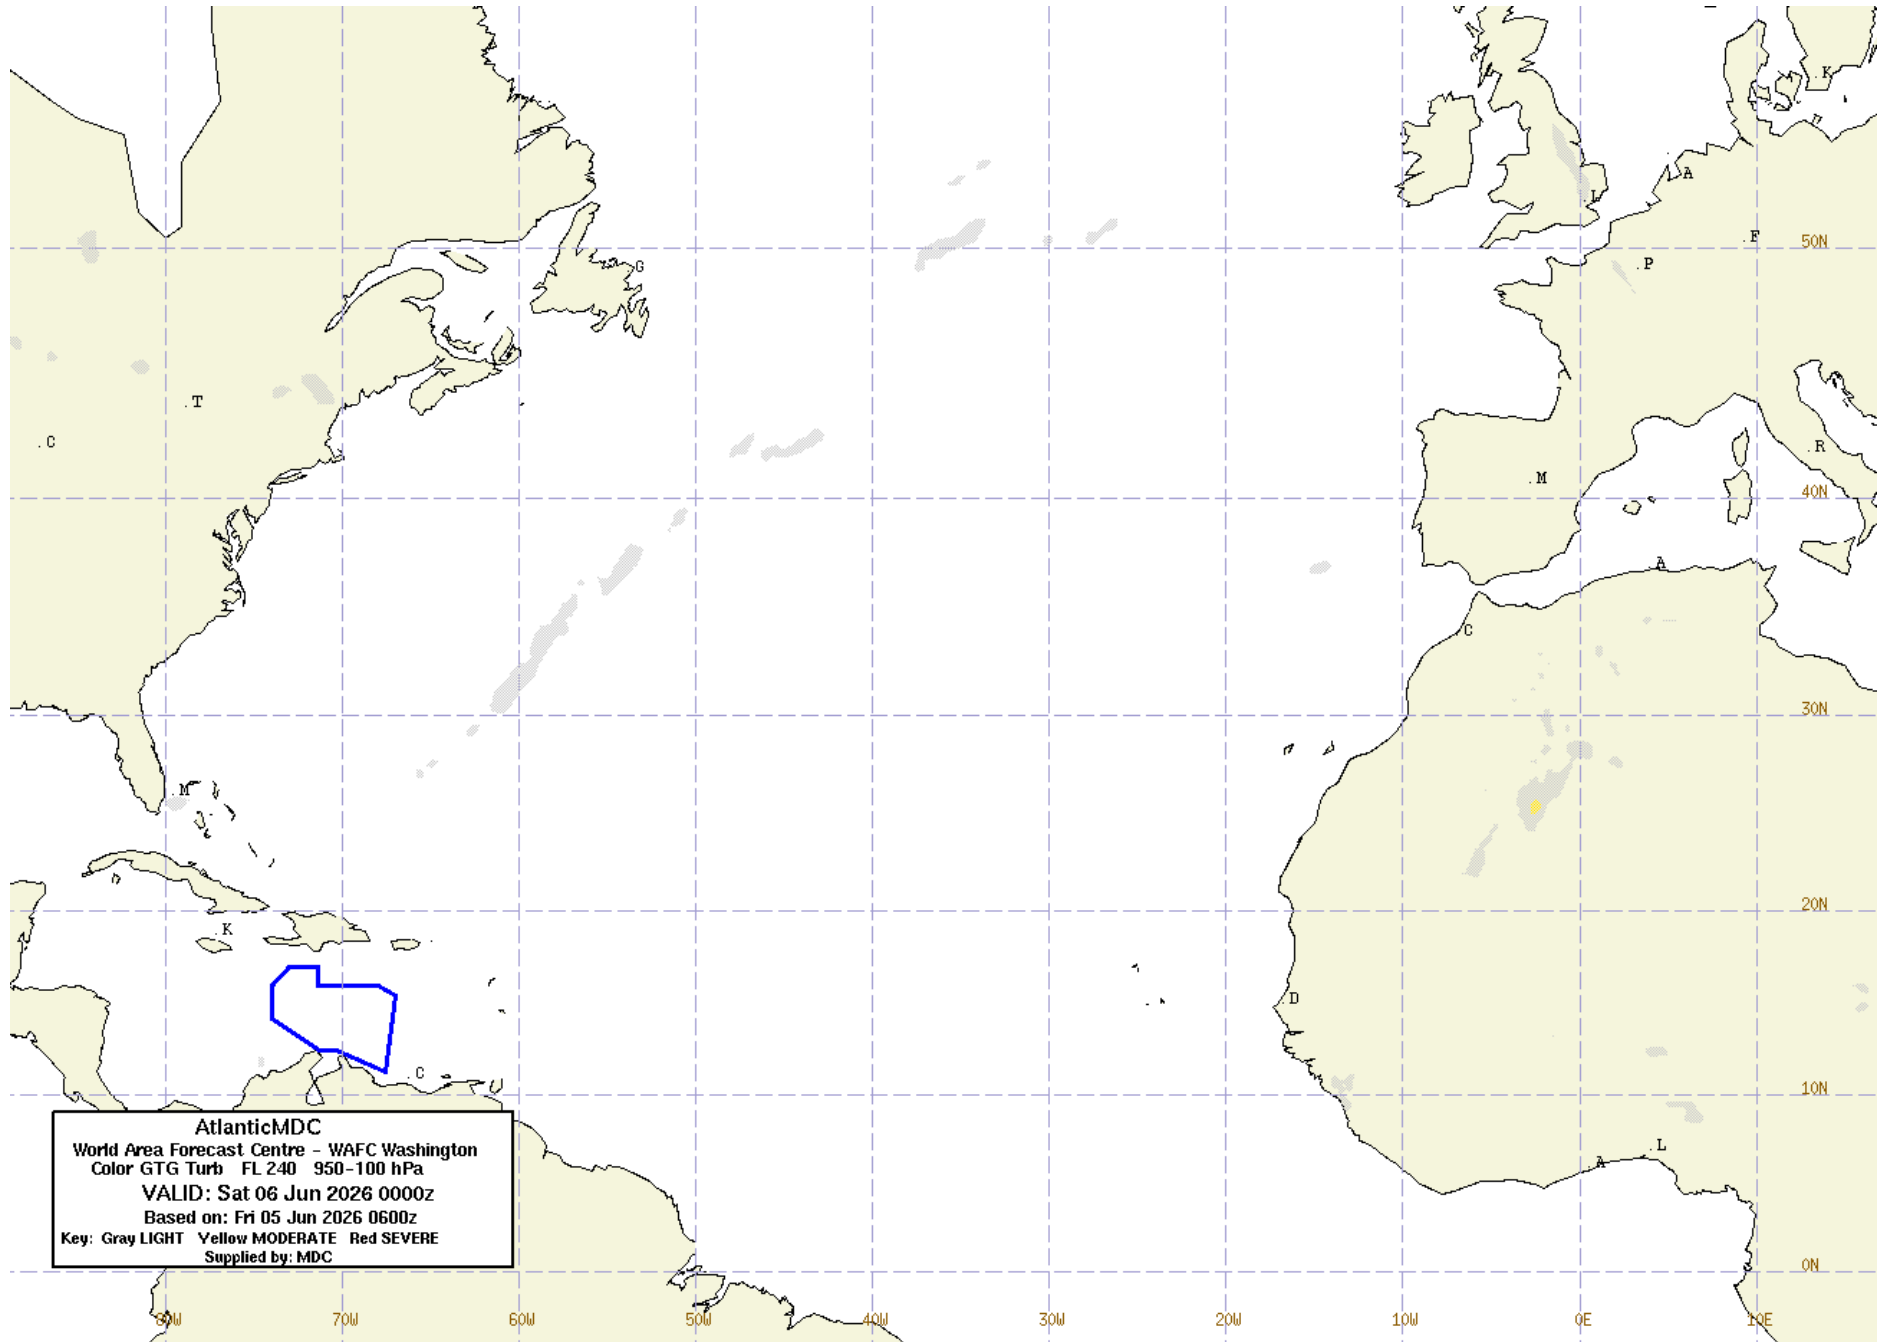 K
A
L
F
50N
P
G
T
C
R
M
40N
A
C
30N
M
20N
K
D
C
10N
L
A
AtlanticMDC
World Area Forecast Centre - WAFC Washington
Color GTG Turb FL 240 950-100 hPa
VALID: Sat 06 Jun 2026 0000z
Based on: Fri 05 Jun 2026 0600z
Key: Gray LIGHT Yellow MODERATE Red SEVERE
Supplied by: MDC
0N
80W 70W 60W 50W 40W 30W 20W 10W 0E 10E